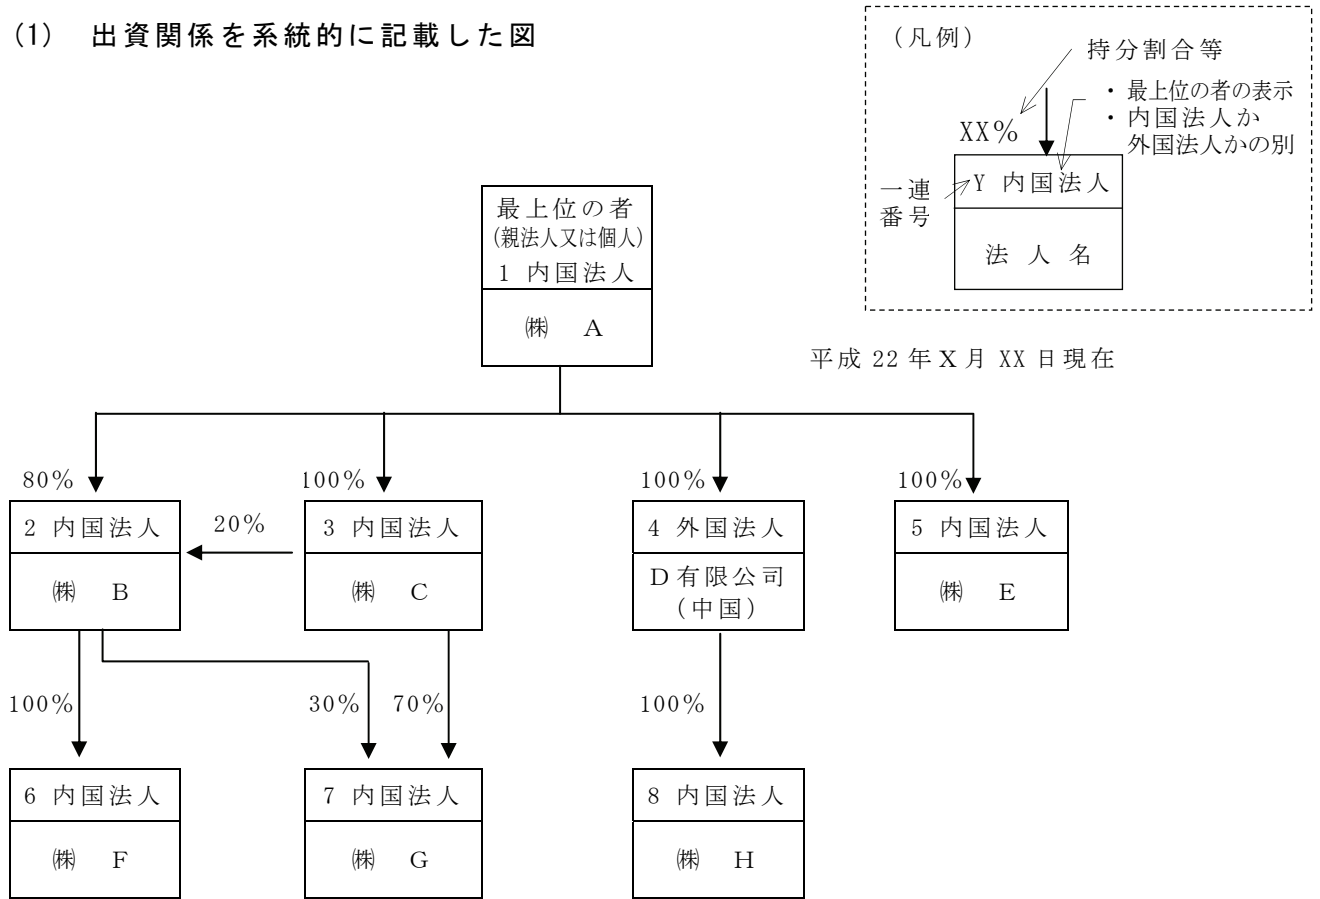 (1) 出資関係を系統的に記載した図
(凡例)
持分割合等
・最上位の者の表示
・内国法人か
外国法人かの別
XX%
一連
番号
Y 内国法人
法 人 名
最上位の者
(親法人又は個人)
1 内国法人
㈱ A
平成 22 年 X 月 XX 日現在
80%
100%
100%
100%
2 内国法人
20%
3 内国法人
4 外国法人
5 内国法人
㈱ B
㈱ C
D有限公司
(中国)
㈱ E
100%
30%
70%
100%
6 内国法人
7 内国法人
8 内国法人
㈱ F
㈱ G
㈱ H